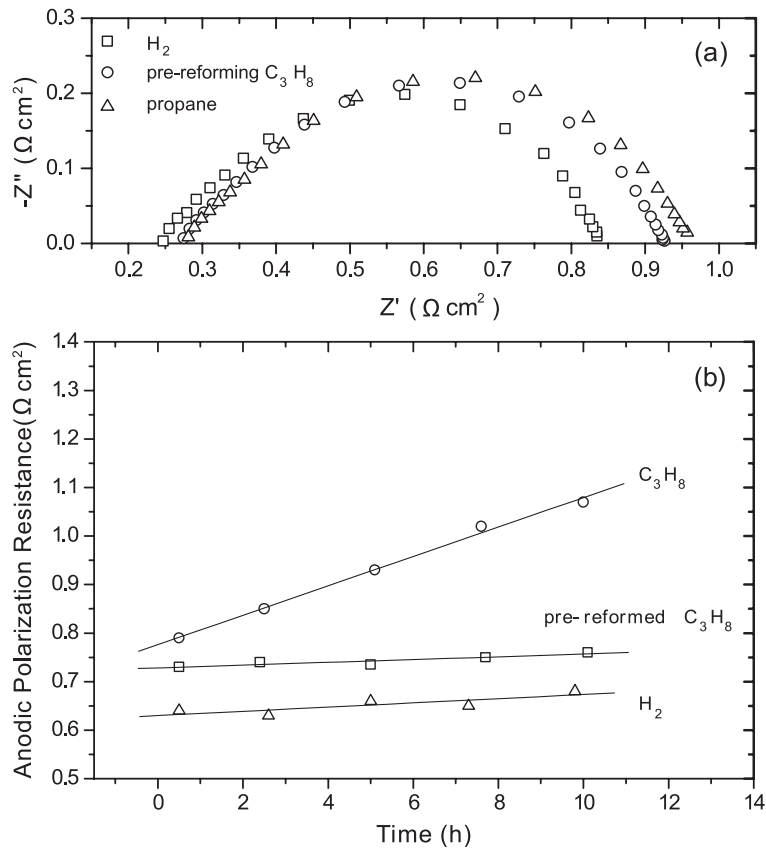 0.3
(a)
H₂
pre-reforming C₃ H₈
propane
0.2
0.1
0.0
-Z" (Ω cm²)
0.2 0.3 0.4 0.5 0.6 0.7 0.8 0.9 1.0
Z' (Ω cm²)
1.4
(b)
1.3
1.2
C₃H₈
1.1
1.0
0.9
pre-reformed C₃H₈
0.8
0.7
H₂
0.6
0.5
Anodic Polarization Resistance(Ω cm²)
0 2 4 6 8 10 12 14
Time (h)